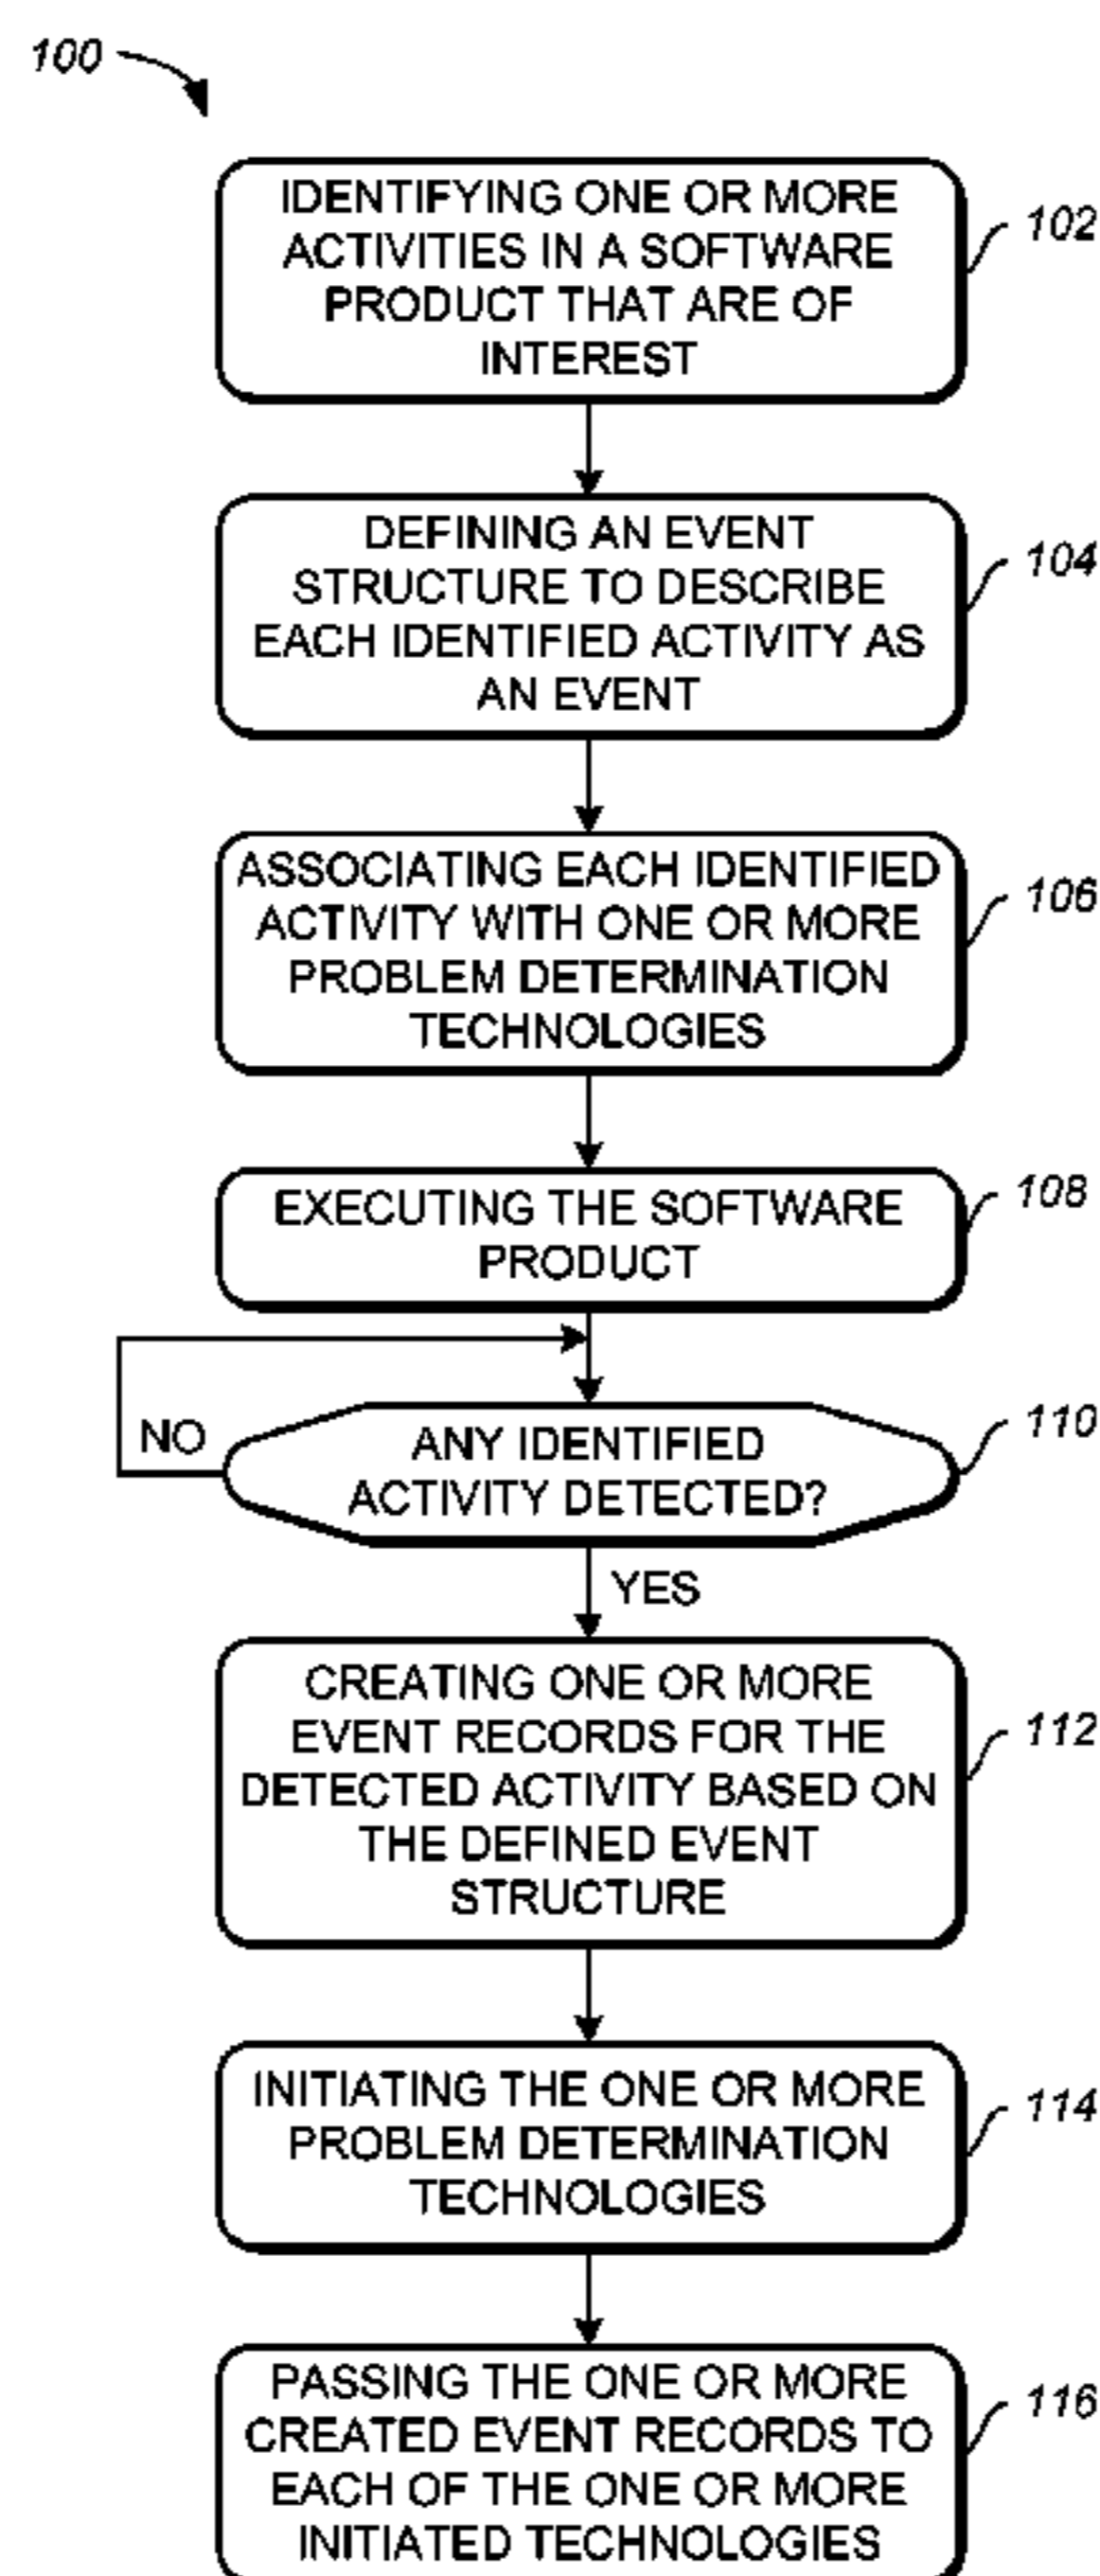 100
IDENTIFYING ONE OR MORE
ACTIVITIES IN A SOFTWARE
PRODUCT THAT ARE OF
INTEREST
102
DEFINING AN EVENT
STRUCTURE TO DESCRIBE
EACH IDENTIFIED ACTIVITY AS
AN EVENT
104
ASSOCIATING EACH IDENTIFIED
ACTIVITY WITH ONE OR MORE
PROBLEM DETERMINATION
TECHNOLOGIES
106
EXECUTING THE SOFTWARE
PRODUCT
108
NO
ANY IDENTIFIED
ACTIVITY DETECTED?
110
YES
CREATING ONE OR MORE
EVENT RECORDS FOR THE
DETECTED ACTIVITY BASED ON
THE DEFINED EVENT
STRUCTURE
112
INITIATING THE ONE OR MORE
PROBLEM DETERMINATION
TECHNOLOGIES
114
PASSING THE ONE OR MORE
CREATED EVENT RECORDS TO
EACH OF THE ONE OR MORE
INITIATED TECHNOLOGIES
116